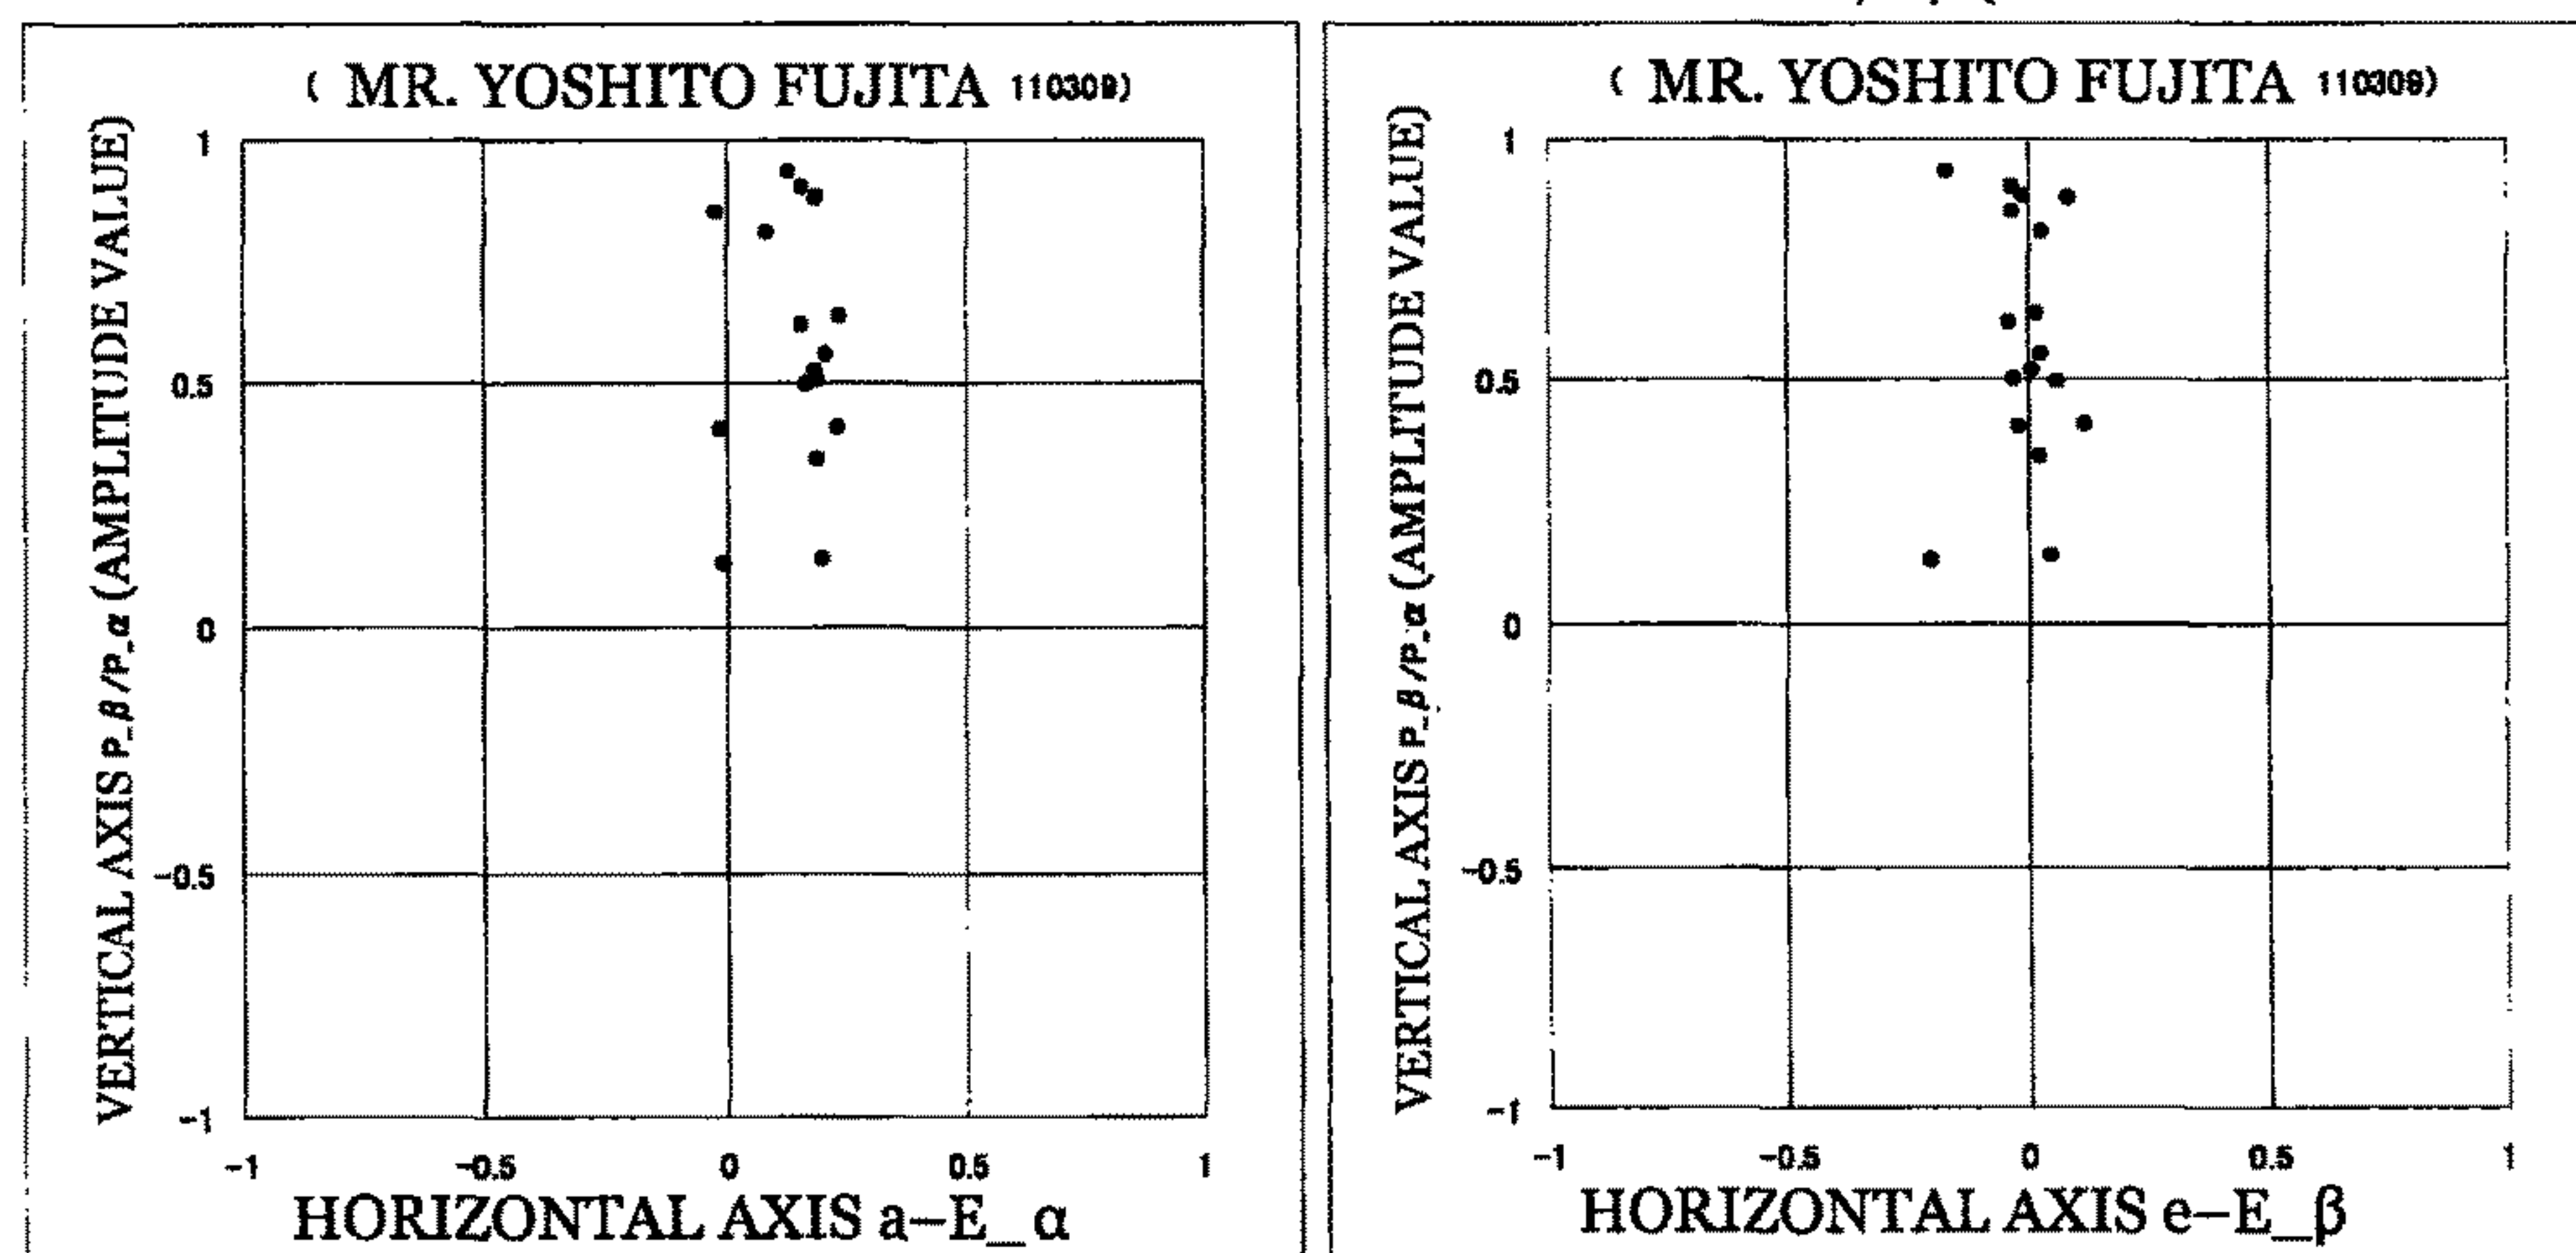 ( MR. YOSHITO FUJITA 110309)
VERTICAL AXIS P_β/P_α (AMPLITUDE VALUE)
1
0.5
0
-0.5
-1
-1 -0.5 0 0.5 1
HORIZONTAL AXIS a-E_α
( MR. YOSHITO FUJITA 110309)
VERTICAL AXIS P_β/P_α (AMPLITUDE VALUE)
1
0.5
0
-0.5
-1
-1 -0.5 0 0.5 1
HORIZONTAL AXIS e-E_β